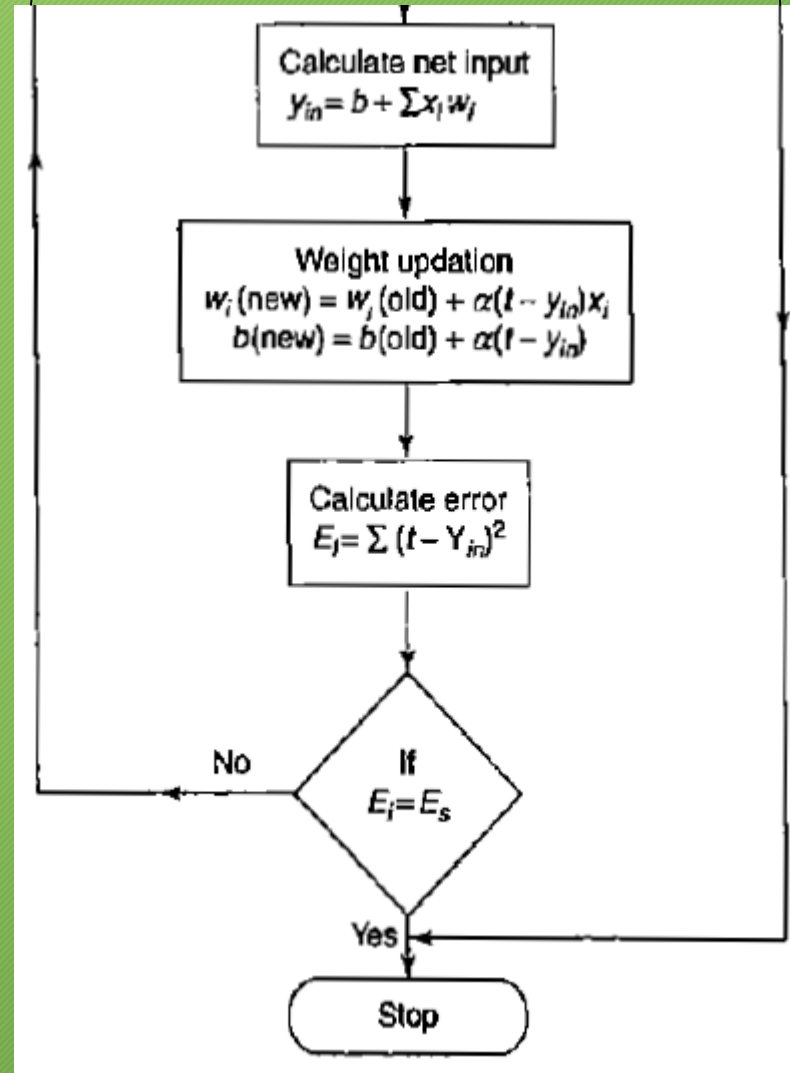 Calculate net input
y_in = b + Σx_i w_i
Weight updation
w_i (new) = w_i (old) + α(t − y_in)x_i
b(new) = b(old) + α(t − y_in)
Calculate error
E_i = Σ (t − Y_in)²
No
If
E_i = E_s
Yes
Stop